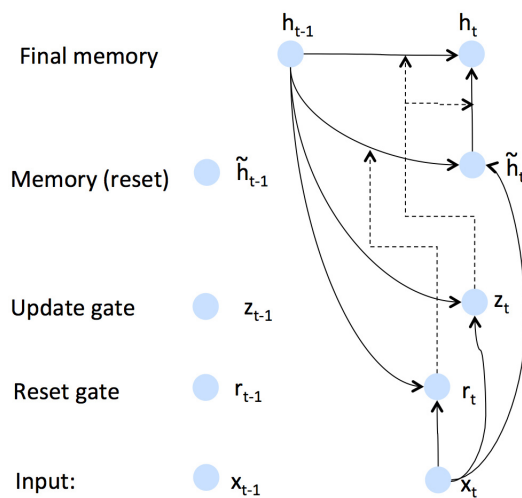 h_{t-1} h_t
Final memory
Memory (reset) h̃_{t-1} h̃_t
Update gate z_{t-1} z_t
Reset gate r_{t-1} r_t
Input: x_{t-1} x_t